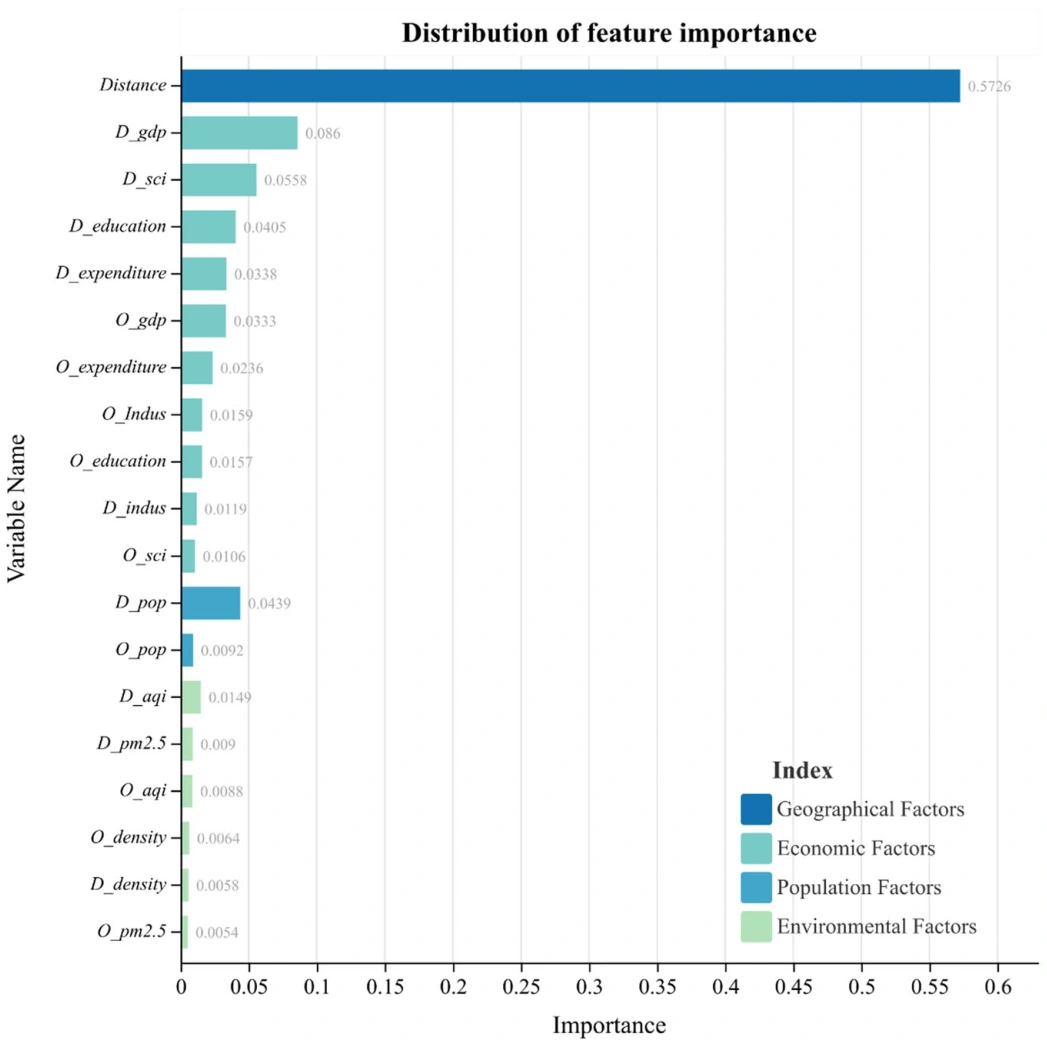 Distribution of feature importance
Distance 0.5726
D_gdp 0.086
D_sci 0.0558
D_education 0.0405
D_expenditure 0.0338
O_gdp 0.0333
O_expenditure 0.0236
O_Indus 0.0159
O_education 0.0157
D_indus 0.0119
O_sci 0.0106
D_pop 0.0439
O_pop 0.0092
D_aqi 0.0149
D_pm2.5 0.009
O_aqi 0.0088
O_density 0.0064
D_density 0.0058
O_pm2.5 0.0054
Variable Name
Index
Geographical Factors
Economic Factors
Population Factors
Environmental Factors
0 0.05 0.1 0.15 0.2 0.25 0.3 0.35 0.4 0.45 0.5 0.55 0.6
Importance